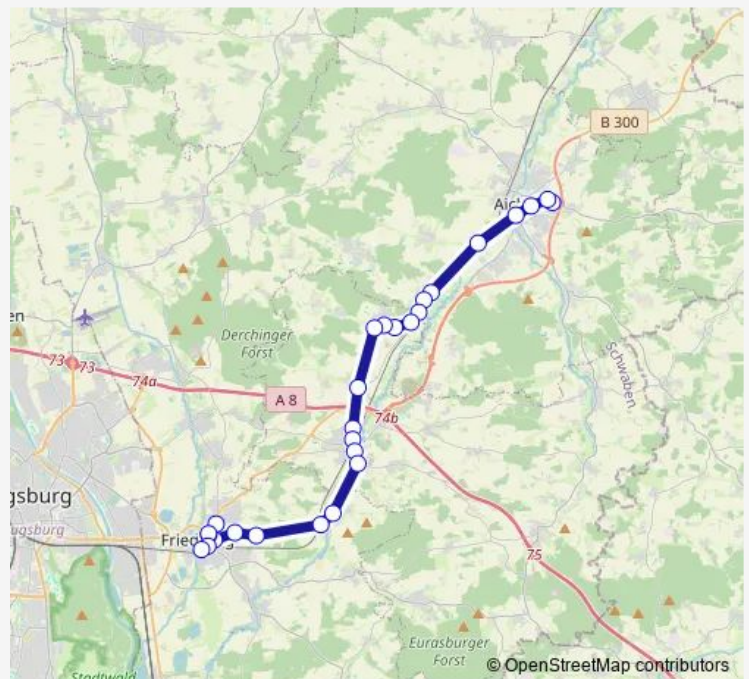 B 300
Aic
en
Derchinger
Forst
73
73
74a
A 8
74b
Schwaben
gsburg
ugsburg
Fried
g
75
Eurasburger
Forst
Stadtwald
© OpenStreetMap contributors